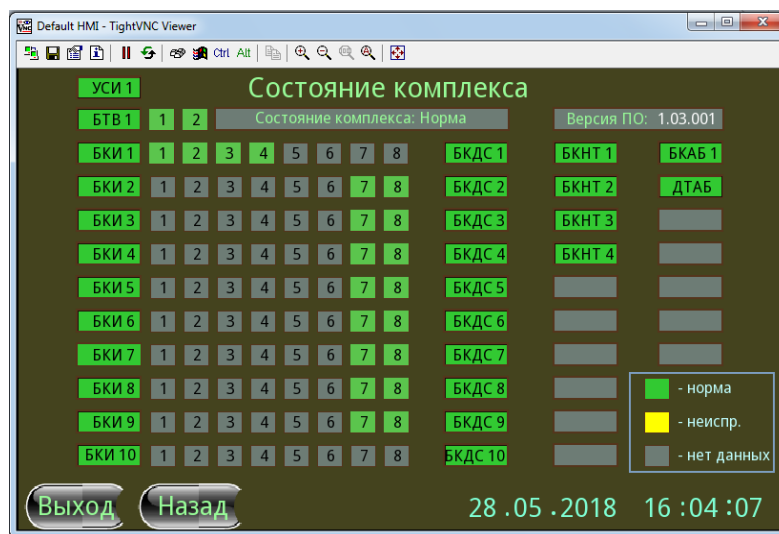 Default HMI - TightVNC Viewer
Ctrl Alt
УСИ 1 Состояние комплекса
БТВ 1 1 2 Состояние комплекса: Норма Версия ПО: 1.03.001
БКИ 1 1 2 3 4 5 6 7 8 БКДС 1 БКНТ 1 БКАБ 1
БКИ 2 1 2 3 4 5 6 7 8 БКДС 2 БКНТ 2 ДТАБ
БКИ 3 1 2 3 4 5 6 7 8 БКДС 3 БКНТ 3
БКИ 4 1 2 3 4 5 6 7 8 БКДС 4 БКНТ 4
БКИ 5 1 2 3 4 5 6 7 8 БКДС 5
БКИ 6 1 2 3 4 5 6 7 8 БКДС 6
БКИ 7 1 2 3 4 5 6 7 8 БКДС 7
БКИ 8 1 2 3 4 5 6 7 8 БКДС 8 - норма
БКИ 9 1 2 3 4 5 6 7 8 БКДС 9 - неиспр.
БКИ 10 1 2 3 4 5 6 7 8 БКДС 10 - нет данных
Выход Назад 28 .05 .2018 16 :04 :07